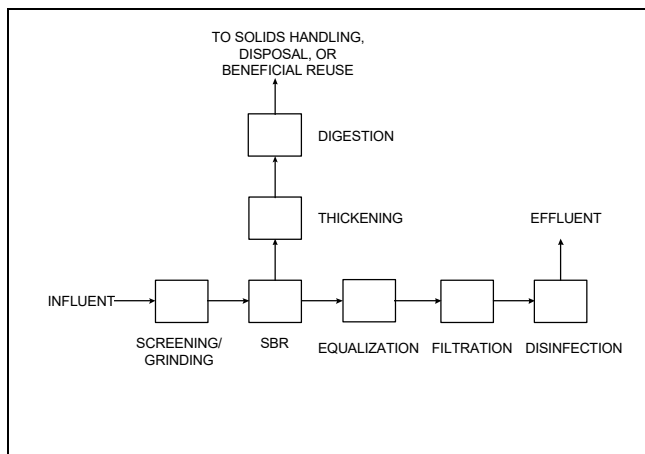 TO SOLIDS HANDLING,
DISPOSAL, OR
BENEFICIAL REUSE
DIGESTION
THICKENING
EFFLUENT
INFLUENT
SCREENING/
GRINDING
SBR
EQUALIZATION
FILTRATION
DISINFECTION